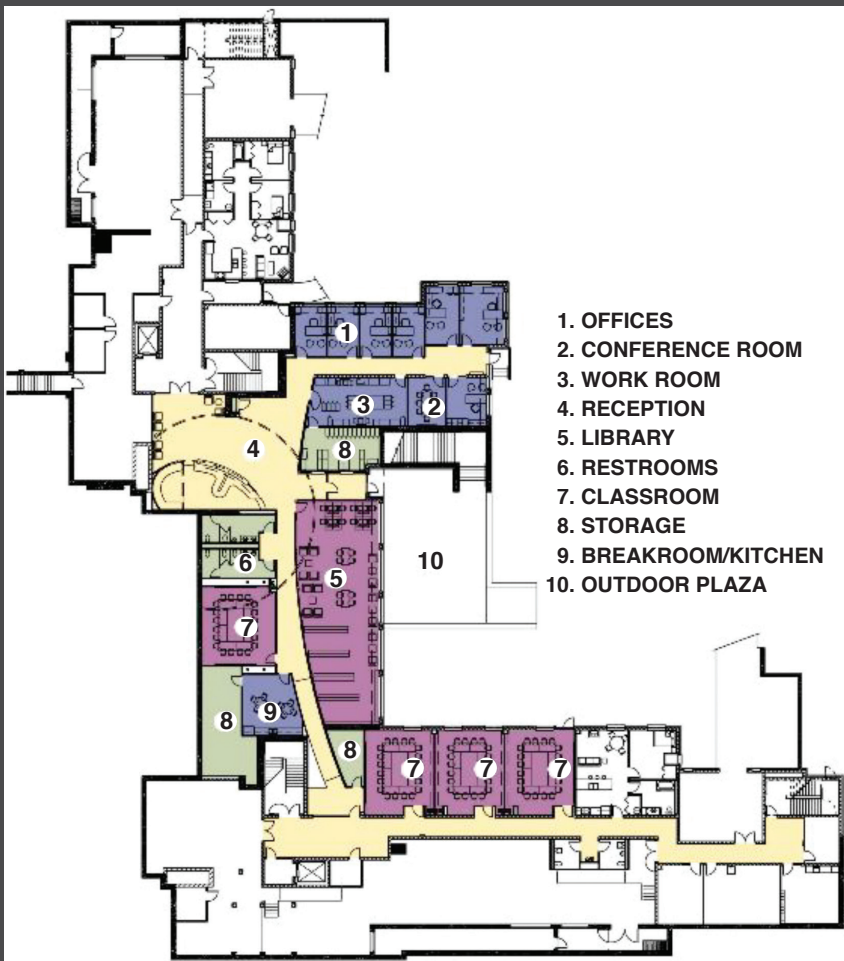 1
1. OFFICES
2. CONFERENCE ROOM
3 2
3. WORK ROOM
4. RECEPTION
4 8
5. LIBRARY
6. RESTROOMS
7. CLASSROOM
8. STORAGE
9. BREAKROOM/KITCHEN
6 5 10
10. OUTDOOR PLAZA
7
8 9
8 7 7 7